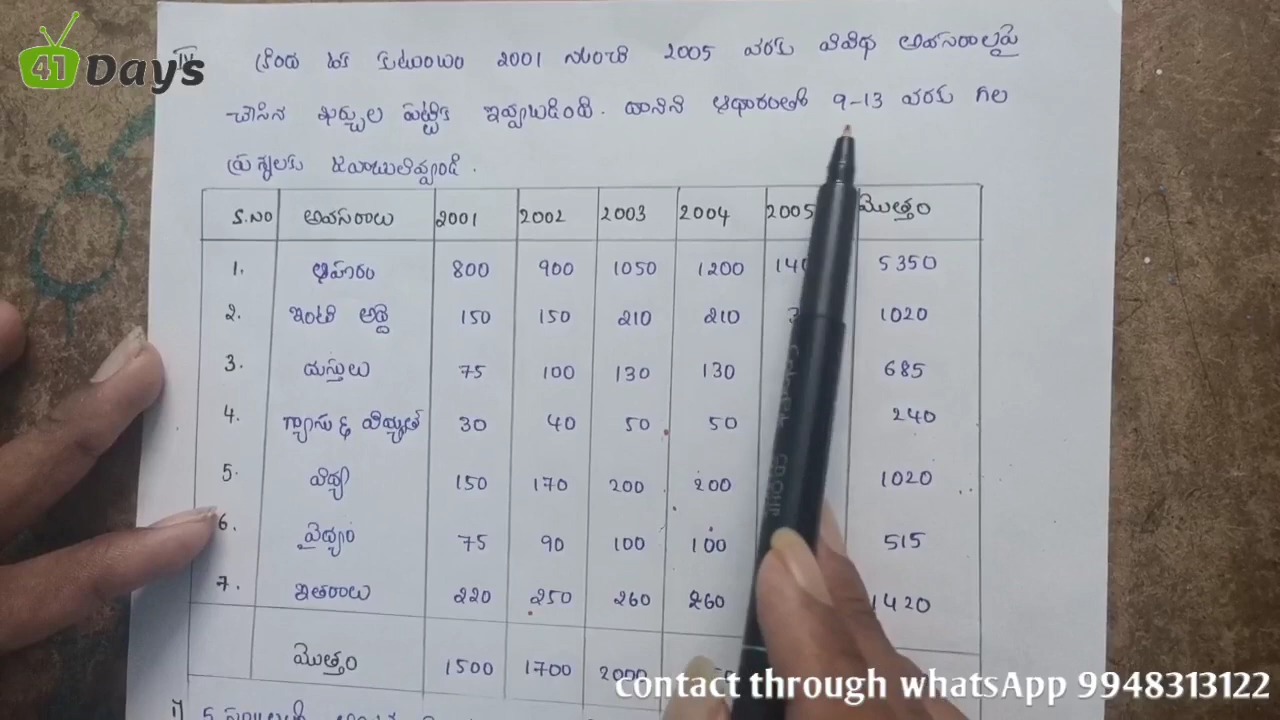 41 Days
IV క్రింద ఒక కుటుంబం 2001 నుంచి 2005 వరకు వివిధ అవసరాలపై
చేసిన ఖర్చుల పట్టిక ఇవ్వబడింది. దానిని ఆధారంతో 9-13 వరకు గల
ప్రశ్నలకు జవాబులివ్వండి.
క్ర.సం అవసరాలు 2001 2002 2003 2004 2005 మొత్తం
1. ఆహారం 800 900 1050 1200 5350
2. ఇంటి అద్దె 150 150 210 210 1020
3. దుస్తులు 75 100 130 130 685
4. గ్యాసు & విద్యుత్ 30 40 50 50 240
5. విద్య 150 170 200 200 1020
6. వైద్యం 75 90 100 100 515
7. ఇతరాలు 220 250 260 260 1420
మొత్తం 1500 1700 2000
contact through whatsApp 9948313122